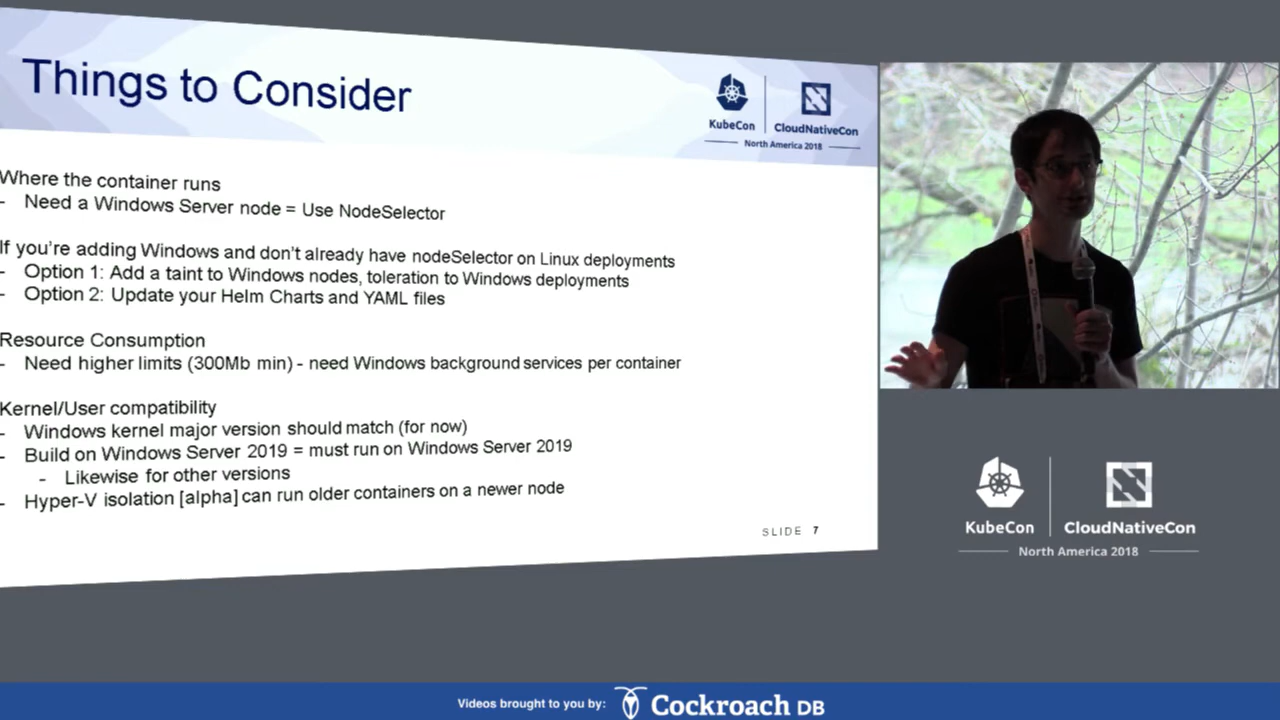 Things to Consider
KubeCon
CloudNativeCon
North America 2018
Where the container runs
- Need a Windows Server node = Use NodeSelector
If you're adding Windows and don't already have nodeSelector on Linux deployments
- Option 1: Add a taint to Windows nodes, toleration to Windows deployments
- Option 2: Update your Helm Charts and YAML files
Resource Consumption
- Need higher limits (300Mb min) - need Windows background services per container
Kernel/User compatibility
- Windows kernel major version should match (for now)
- Build on Windows Server 2019 = must run on Windows Server 2019
- Likewise for other versions
- Hyper-V isolation [alpha] can run older containers on a newer node
SLIDE 7
KubeCon
CloudNativeCon
North America 2018
Videos brought to you by: Cockroach DB